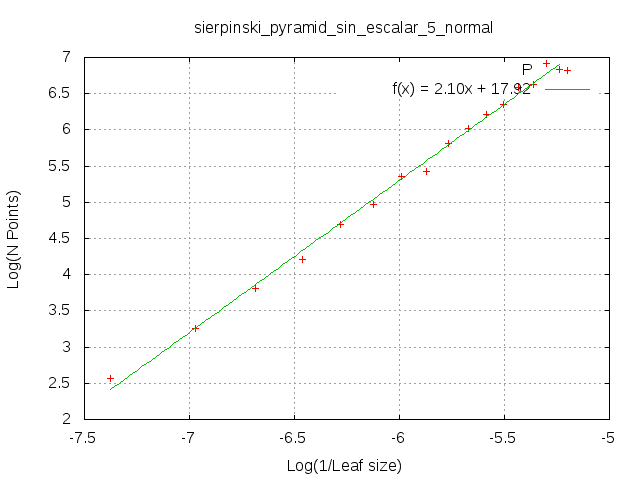 sierpinski_pyramid_sin_escalar_5_normal
7
6.5
6
5.5
5
4.5
4
3.5
3
2.5
2
Log(N Points)
P
f(x) = 2.10x + 17.92
-7.5 -7 -6.5 -6 -5.5 -5
Log(1/Leaf size)